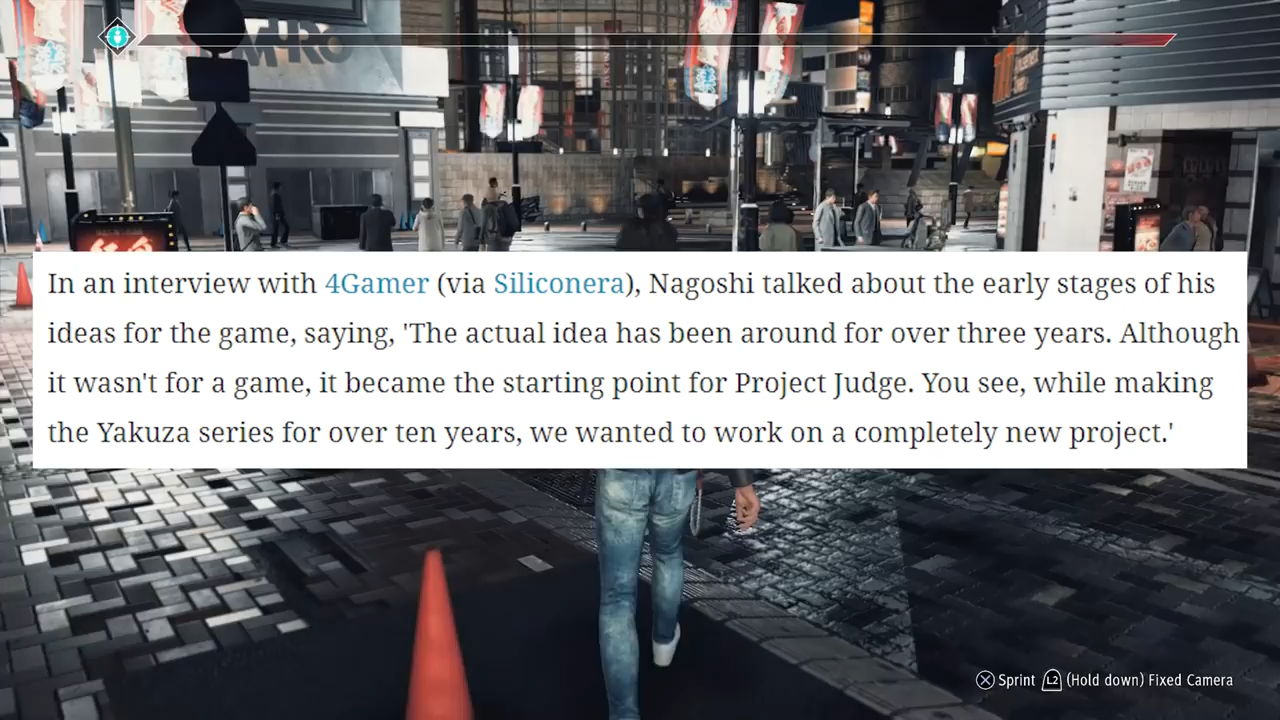 In an interview with 4Gamer (via Siliconera), Nagoshi talked about the early stages of his
ideas for the game, saying, 'The actual idea has been around for over three years. Although
it wasn't for a game, it became the starting point for Project Judge. You see, while making
the Yakuza series for over ten years, we wanted to work on a completely new project.'
Sprint L2 (Hold down) Fixed Camera